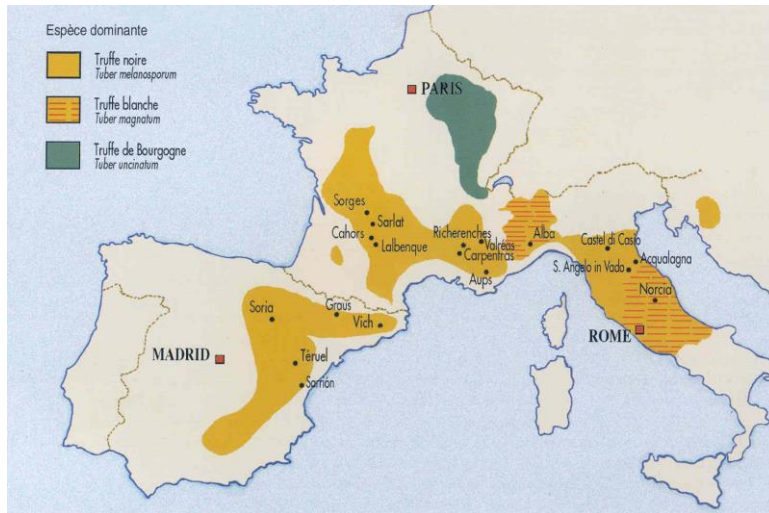 Espèce dominante
Truffe noire
Tuber melanosporum
Truffe blanche
Tuber magnatum
Truffe de Bourgogne
Tuber uncinatum
PARIS
Sorges
Sarlat
Cahors
Lalbenque
Richerenches
Valréas
Carpentras
Aups
Alba
Castel di Casio
Acqualagna
S. Angelo in Vado
Norcia
ROME
Soria
Graus
Vich
MADRID
Téruel
Sarrión